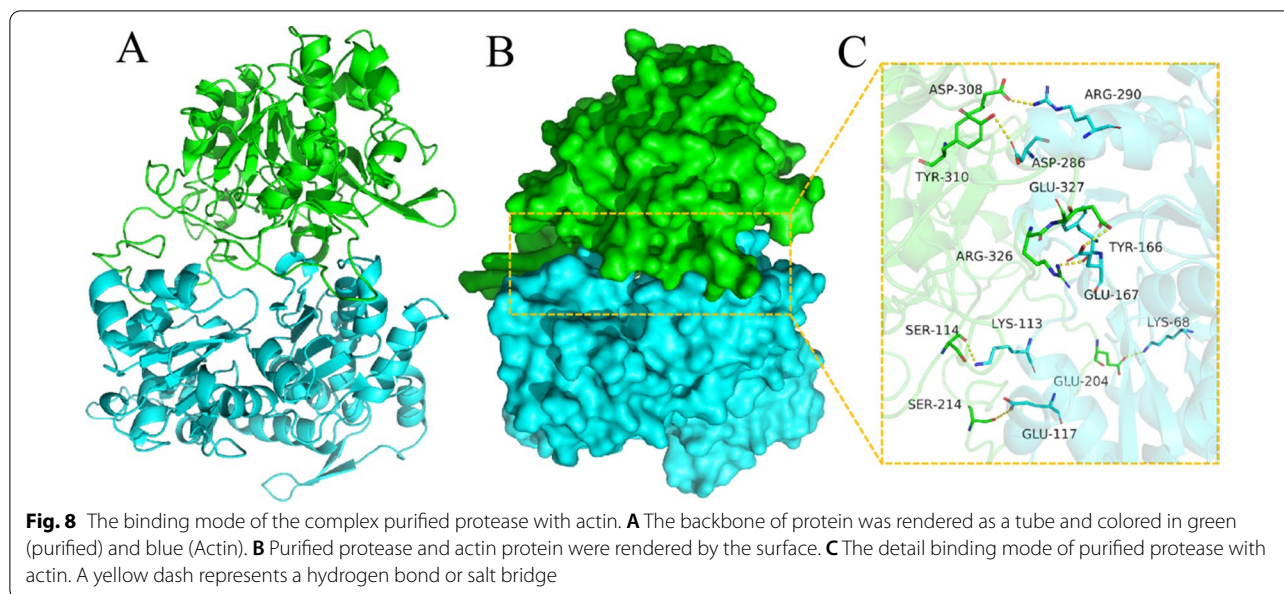 A
B
C
ASP-308
ARG-290
ASP-286
TYR-310
GLU-327
TYR-166
ARG-326
GLU-167
SER-114
LYS-113
LYS-68
GLU-204
SER-214
GLU-117
Fig. 8 The binding mode of the complex purified protease with actin. A The backbone of protein was rendered as a tube and colored in green
(purified) and blue (Actin). B Purified protease and actin protein were rendered by the surface. C The detail binding mode of purified protease with
actin. A yellow dash represents a hydrogen bond or salt bridge